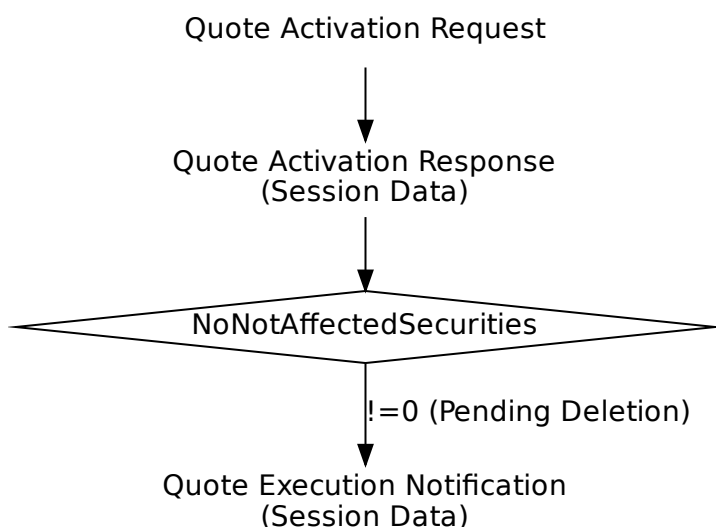 Quote Activation Request
Quote Activation Response
(Session Data)
NoNotAffectedSecurities
!=0 (Pending Deletion)
Quote Execution Notification
(Session Data)